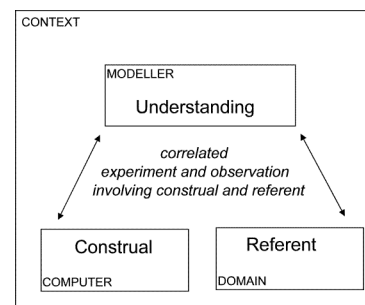 CONTEXT
MODELLER
Understanding
correlated
experiment and observation
involving construal and referent
Construal
COMPUTER
Referent
DOMAIN